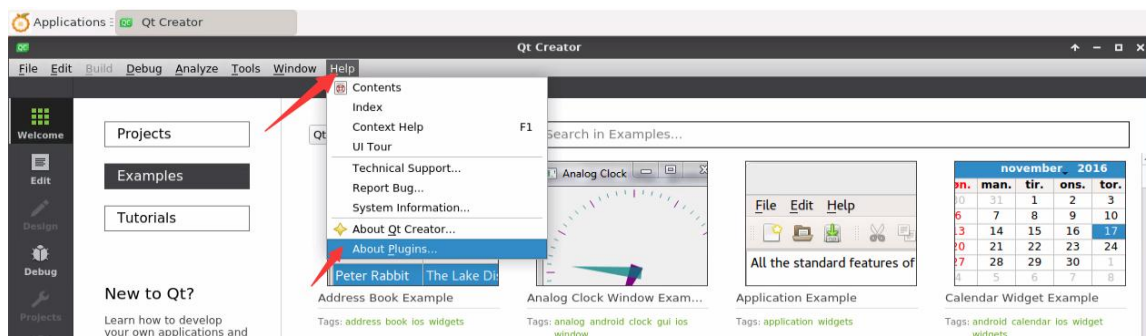 Applications
Qt Creator
Qt Creator
File Edit Build Debug Analyze Tools Window Help
Contents
Index
Context Help F1
UI Tour
Technical Support...
Report Bug...
System Information...
About Qt Creator...
About Plugins...
Welcome
Edit
Design
Debug
Projects
Projects
Examples
Tutorials
New to Qt?
Learn how to develop
your own applications and
Qt
Search in Examples...
Peter Rabbit The Lake Di
Address Book Example
Tags: address book ios widgets
Analog Clock
Analog Clock Window Exam...
Tags: analog android clock gui ios
window
File Edit Help
All the standard features of
Application Example
Tags: application widgets
november 2016
man. tir. ons. tor.
31 1 2 3
7 8 9 10
14 15 16 17
21 22 23 24
28 29 30 1
5 6 7 8
Calendar Widget Example
Tags: android calendar ios widget
widgets